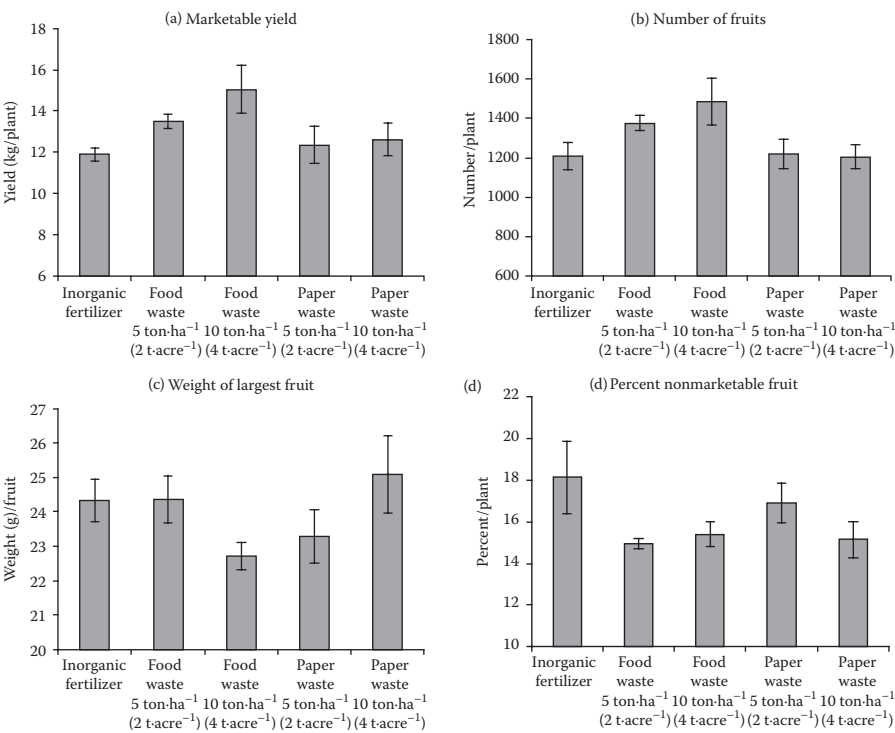 (a) Marketable yield
18
16
14
12
10
8
6
Yield (kg/plant)
Inorganic fertilizer
Food waste 5 ton·ha⁻¹ (2 t·acre⁻¹)
Food waste 10 ton·ha⁻¹ (4 t·acre⁻¹)
Paper waste 5 ton·ha⁻¹ (2 t·acre⁻¹)
Paper waste 10 ton·ha⁻¹ (4 t·acre⁻¹)
(b) Number of fruits
1800
1600
1400
1200
1000
800
600
Number/plant
Inorganic fertilizer
Food waste 5 ton·ha⁻¹ (2 t·acre⁻¹)
Food waste 10 ton·ha⁻¹ (4 t·acre⁻¹)
Paper waste 5 ton·ha⁻¹ (2 t·acre⁻¹)
Paper waste 10 ton·ha⁻¹ (4 t·acre⁻¹)
(c) Weight of largest fruit
27
26
25
24
23
22
21
20
Weight (g)/fruit
Inorganic fertilizer
Food waste 5 ton·ha⁻¹ (2 t·acre⁻¹)
Food waste 10 ton·ha⁻¹ (4 t·acre⁻¹)
Paper waste 5 ton·ha⁻¹ (2 t·acre⁻¹)
Paper waste 10 ton·ha⁻¹ (4 t·acre⁻¹)
(d)
(d) Percent nonmarketable fruit
22
20
18
16
14
12
10
Percent/plant
Inorganic fertilizer
Food waste 5 ton·ha⁻¹ (2 t·acre⁻¹)
Food waste 10 ton·ha⁻¹ (4 t·acre⁻¹)
Paper waste 5 ton·ha⁻¹ (2 t·acre⁻¹)
Paper waste 10 ton·ha⁻¹ (4 t·acre⁻¹)